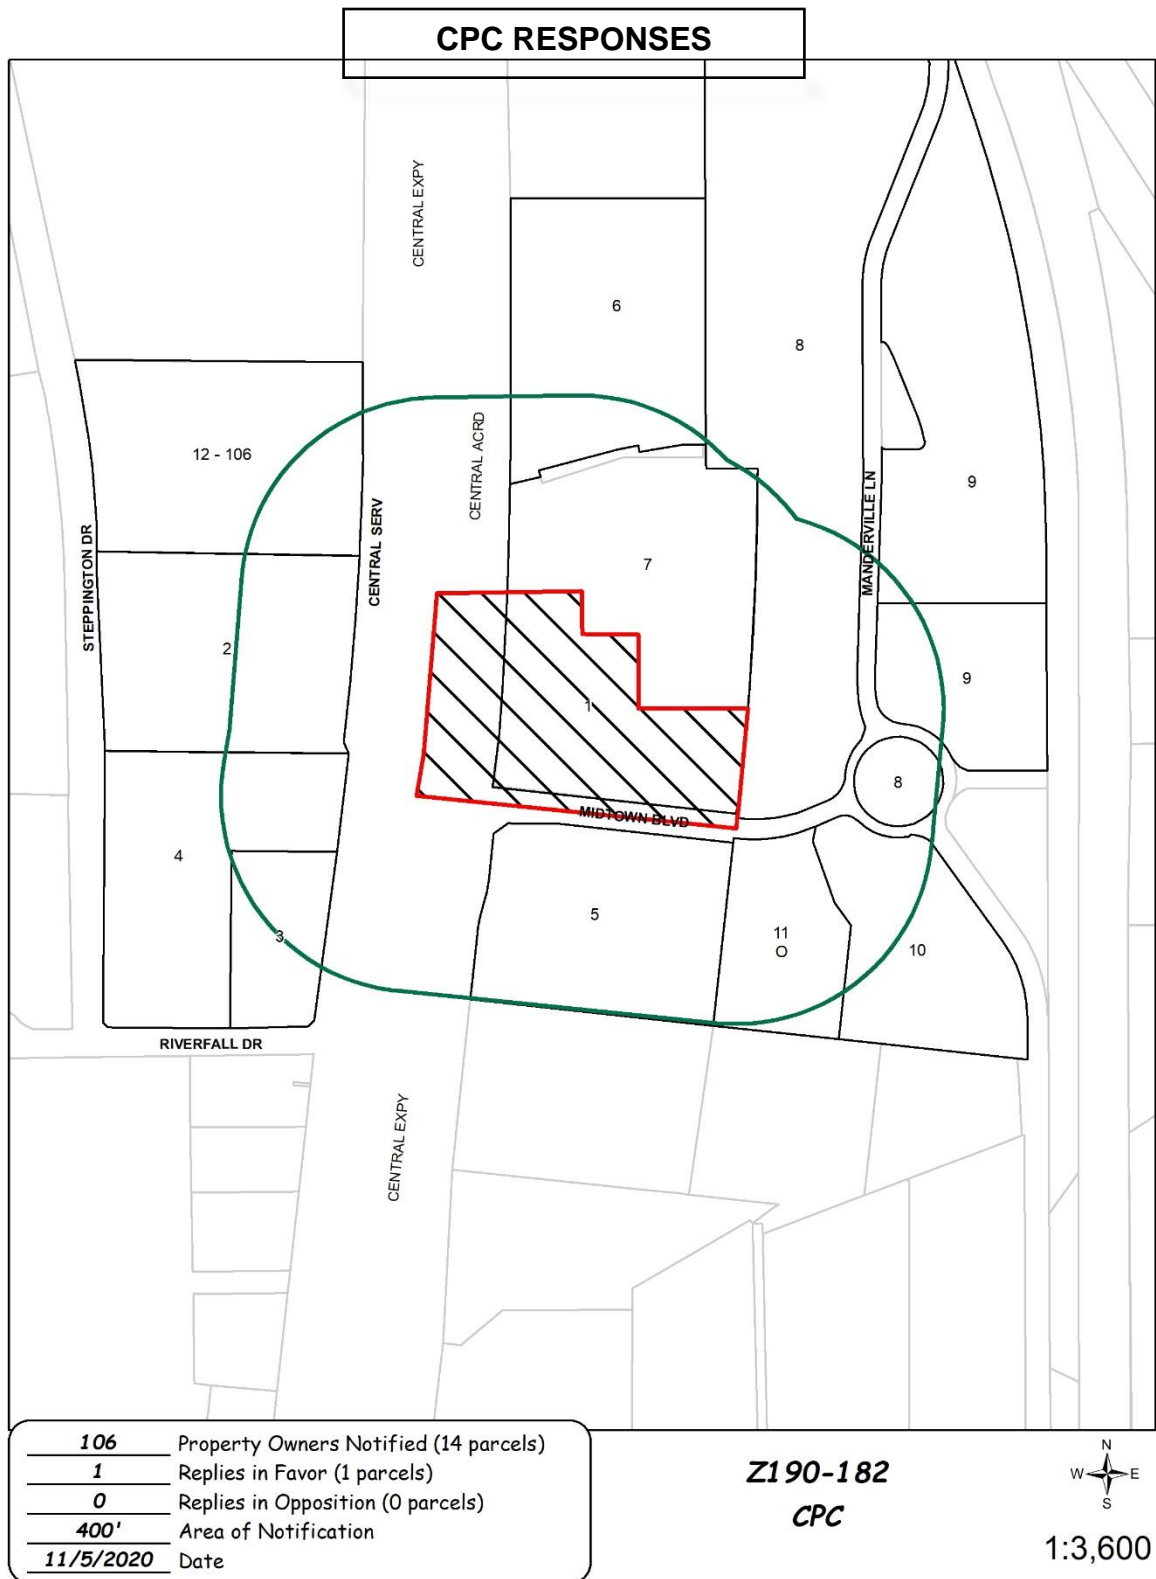 CPC RESPONSES
CENTRAL EXPY
6
8
CENTRAL ACRD
12 - 106
9
CENTRAL SERV
MANDERVILLE LN
STEPPINGTON DR
7
2
9
1
8
MIDTOWN BLVD
4
5
11
O
3
10
RIVERFALL DR
CENTRAL EXPY
106 Property Owners Notified (14 parcels)
1 Replies in Favor (1 parcels)
0 Replies in Opposition (0 parcels)
400' Area of Notification
11/5/2020 Date
Z190-182
CPC
N
W E
S
1:3,600